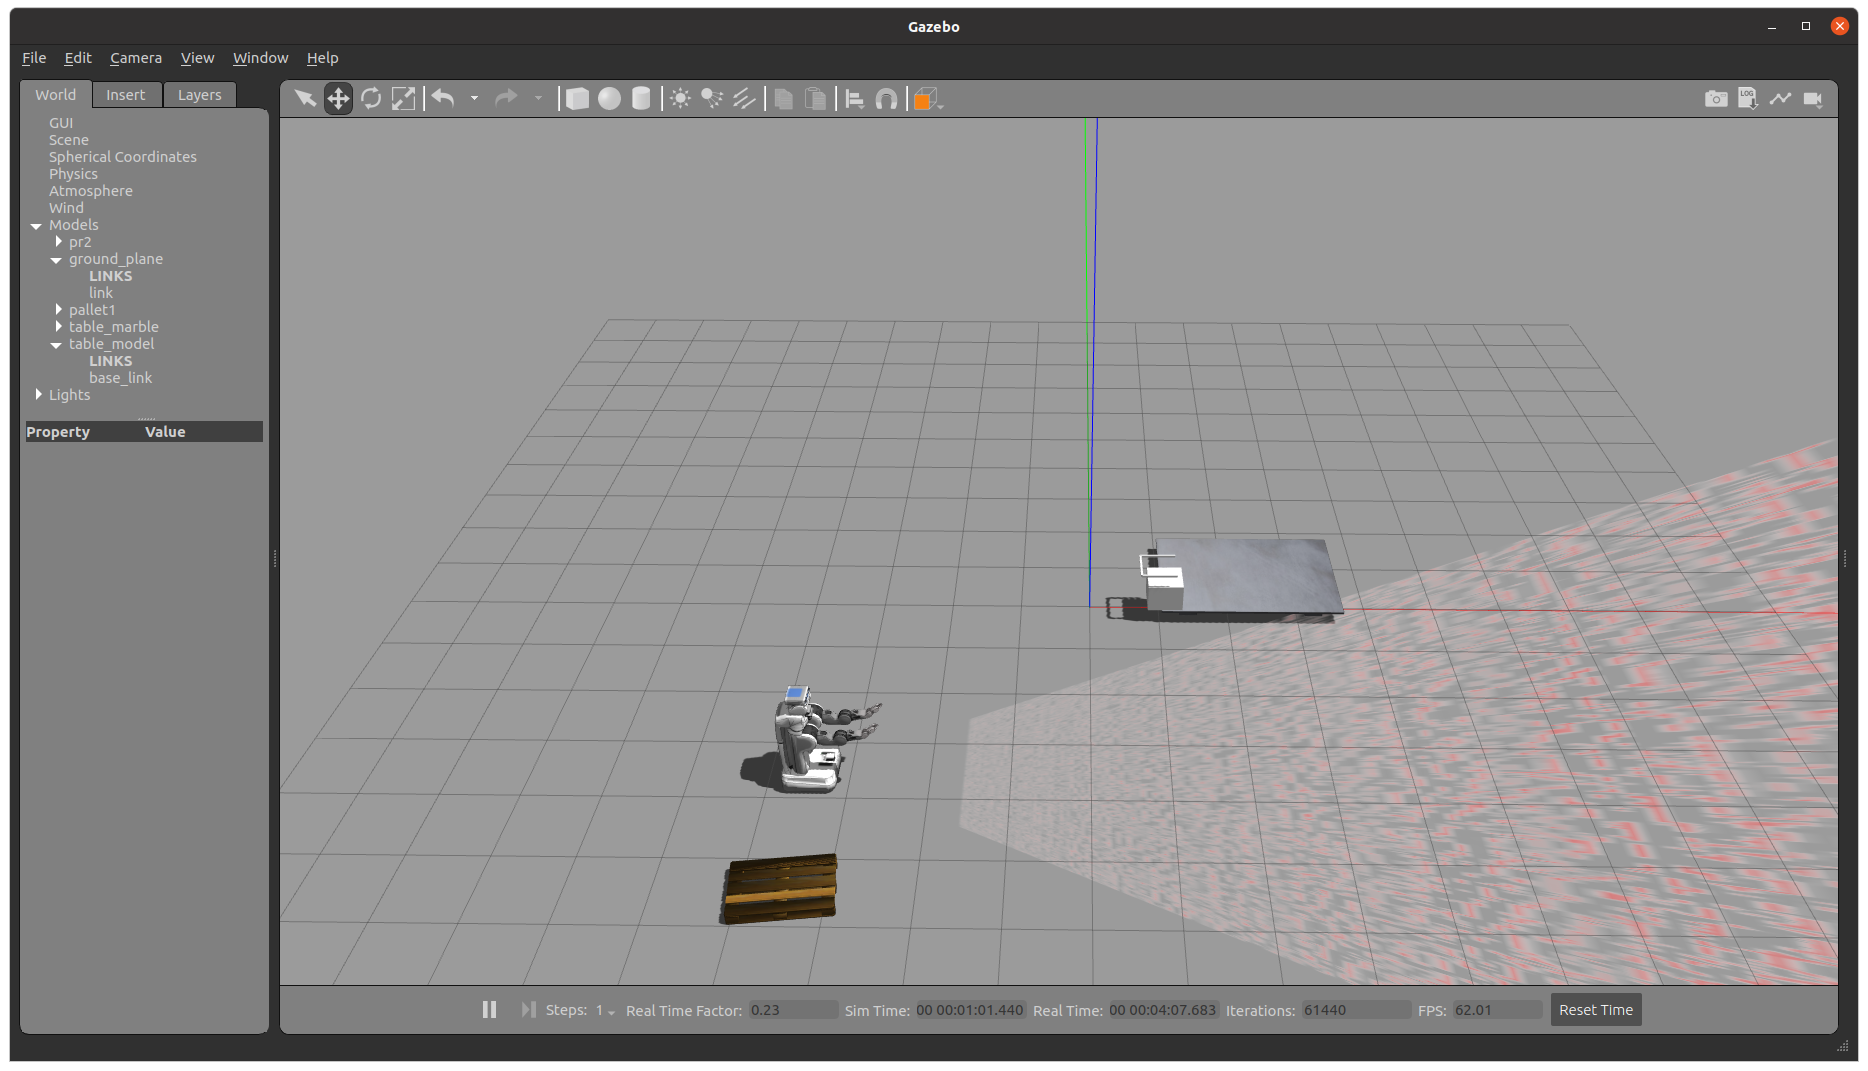 Gazebo
File Edit Camera View Window Help
World Insert Layers
LOG
GUI
Scene
Spherical Coordinates
Physics
Atmosphere
Wind
Models
pr2
ground_plane
LINKS
link
pallet1
table_marble
table_model
LINKS
base_link
Lights
Property Value
Steps: 1 Real Time Factor: 0.23 Sim Time: 00 00:01:01.440 Real Time: 00 00:04:07.683 Iterations: 61440 FPS: 62.01 Reset Time